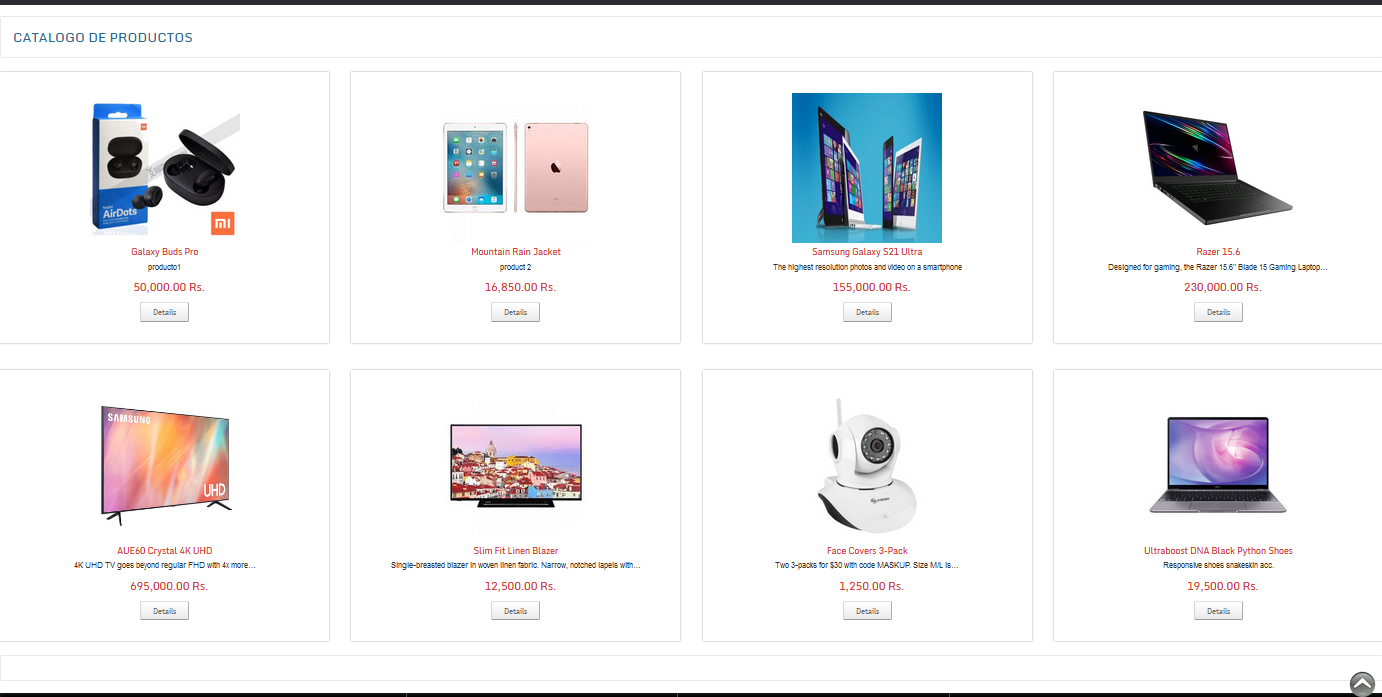 CATALOGO DE PRODUCTOS
Redmi
AirDots
mi
Galaxy Buds Pro
producto1
50,000.00 Rs.
Details
Mountain Rain Jacket
product 2
16,850.00 Rs.
Details
Samsung Galaxy S21 Ultra
The highest resolution photos and video on a smartphone
155,000.00 Rs.
Details
Razer 15.6
Designed for gaming, the Razer 15.6" Blade 15 Gaming Laptop...
230,000.00 Rs.
Details
SAMSUNG
UHD
AUE60 Crystal 4K UHD
4K UHD TV goes beyond regular FHD with 4x more...
695,000.00 Rs.
Details
Slim Fit Linen Blazer
Single-breasted blazer in woven linen fabric. Narrow, notched lapels with...
12,500.00 Rs.
Details
Face Covers 3-Pack
Two 3-packs for $30 with code MASKUP. Size M/L is...
1,250.00 Rs.
Details
Ultraboost DNA Black Python Shoes
Responsive shoes snakeskin acc.
19,500.00 Rs.
Details